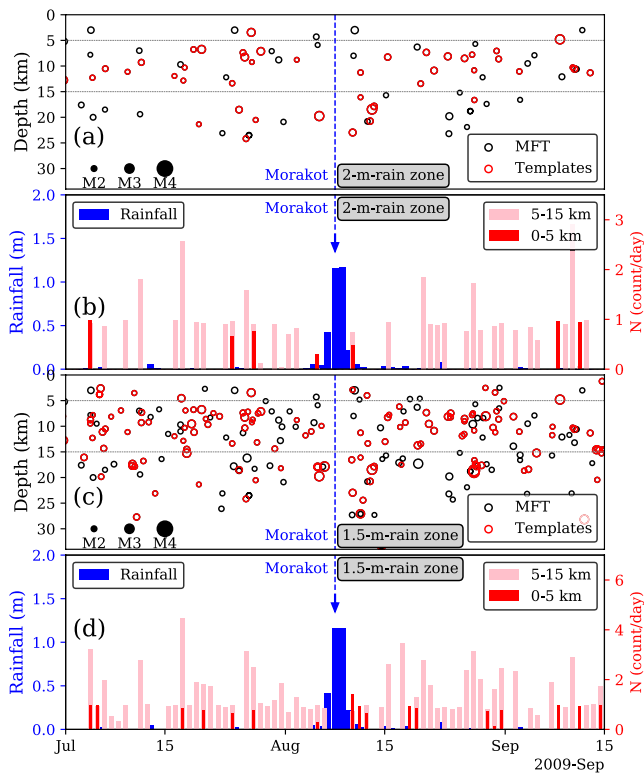 0
5
10
15
20
25
30
Depth (km)
(a)
M2 M3 M4
MFT
Templates
Morakot
2-m-rain zone
2.0
1.5
1.0
0.5
0.0
Rainfall (m)
Rainfall
Morakot
2-m-rain zone
5-15 km
0-5 km
3
2
1
0
N (count/day)
(b)
0
5
10
15
20
25
30
Depth (km)
(c)
M2 M3 M4
MFT
Templates
Morakot
1.5-m-rain zone
2.0
1.5
1.0
0.5
0.0
Rainfall (m)
Rainfall
Morakot
1.5-m-rain zone
5-15 km
0-5 km
6
4
2
0
N (count/day)
(d)
Jul 15 Aug 15 Sep 15
2009-Sep